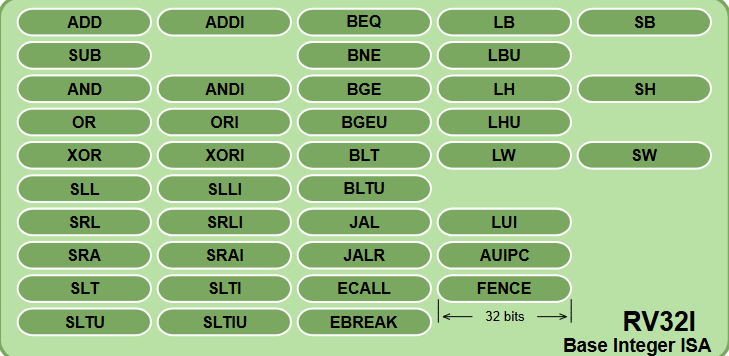 ADD ADDI BEQ LB SB
SUB BNE LBU
AND ANDI BGE LH SH
OR ORI BGEU LHU
XOR XORI BLT LW SW
SLL SLLI BLTU
SRL SRLI JAL LUI
SRA SRAI JALR AUIPC
SLT SLTI ECALL FENCE
SLTU SLTIU EBREAK 32 bits
RV32I
Base Integer ISA